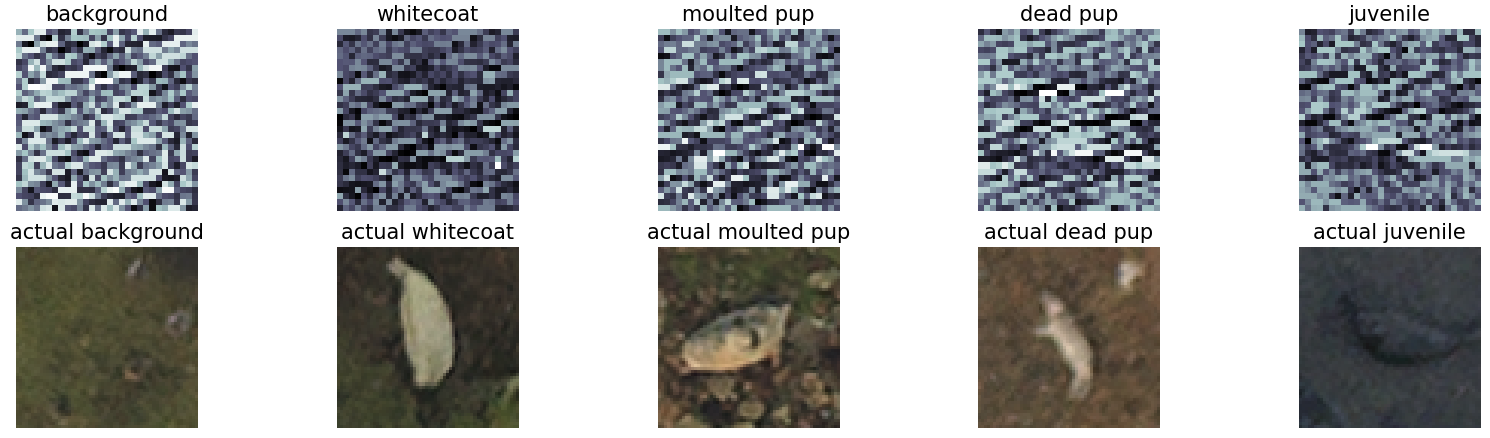 background
whitecoat
moulted pup
dead pup
juvenile
actual background
actual whitecoat
actual moulted pup
actual dead pup
actual juvenile